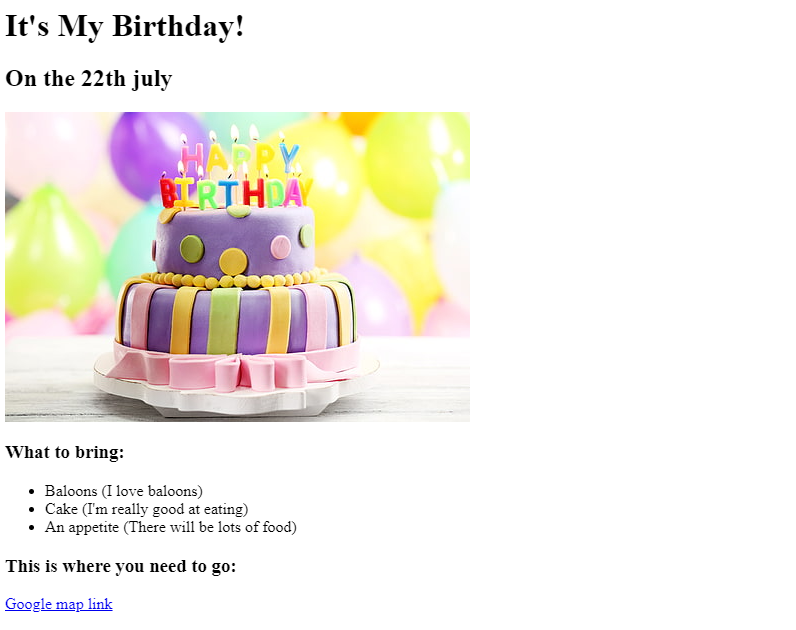 It's My Birthday!
On the 22th july
HAPPY
BIRTHDAY
What to bring:
Baloons (I love baloons)
Cake (I'm really good at eating)
An appetite (There will be lots of food)
This is where you need to go:
Google map link